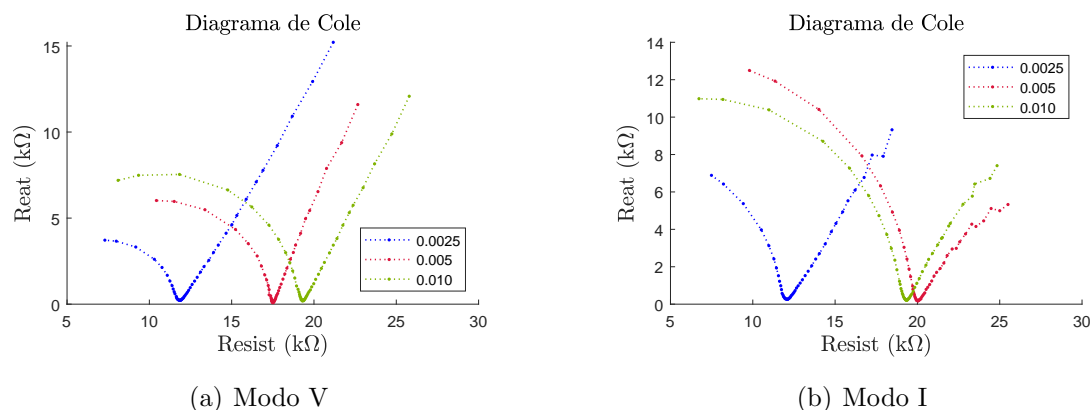 Diagrama de Cole
15
10
5
0
Reat (kΩ)
5 10 15 20 25 30
Resist (kΩ)
0.0025
0.005
0.010
(a) Modo V
Diagrama de Cole
14
12
10
8
6
4
2
0
Reat (kΩ)
5 10 15 20 25 30
Resist (kΩ)
0.0025
0.005
0.010
(b) Modo I